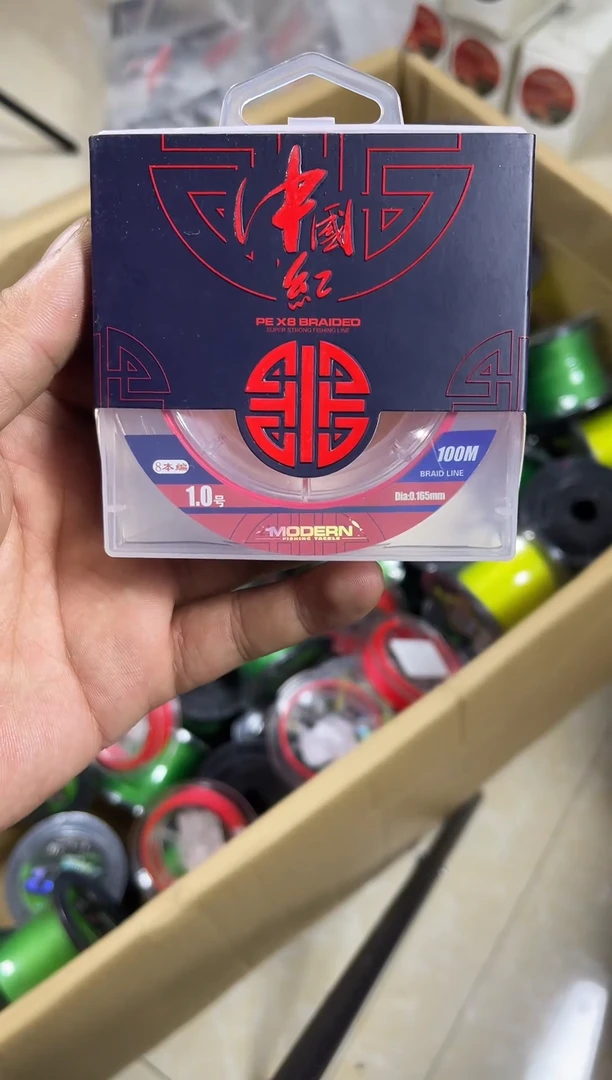 中國
紅
PE X8 BRAIDED
SUPER STRONG FISHING LINE
8本編
100M
BRAID LINE
1.0号
Dia:0.165mm
MODERN
FISHING TACKLE